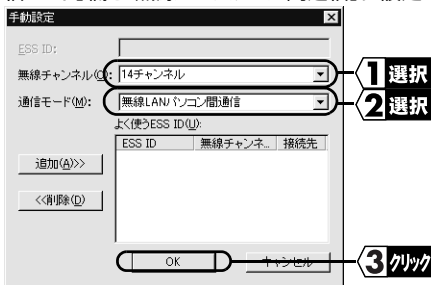 手動設定
ESS ID:
無線チャンネル(C): 14チャンネル
1 選択
通信モード(M): 無線LANパソコン間通信
2 選択
よく使うESS ID(U):
ESS ID 無線チャンネ... 接続先
追加(A)>>
<<削除(D)
OK
キャンセル
3 クリック